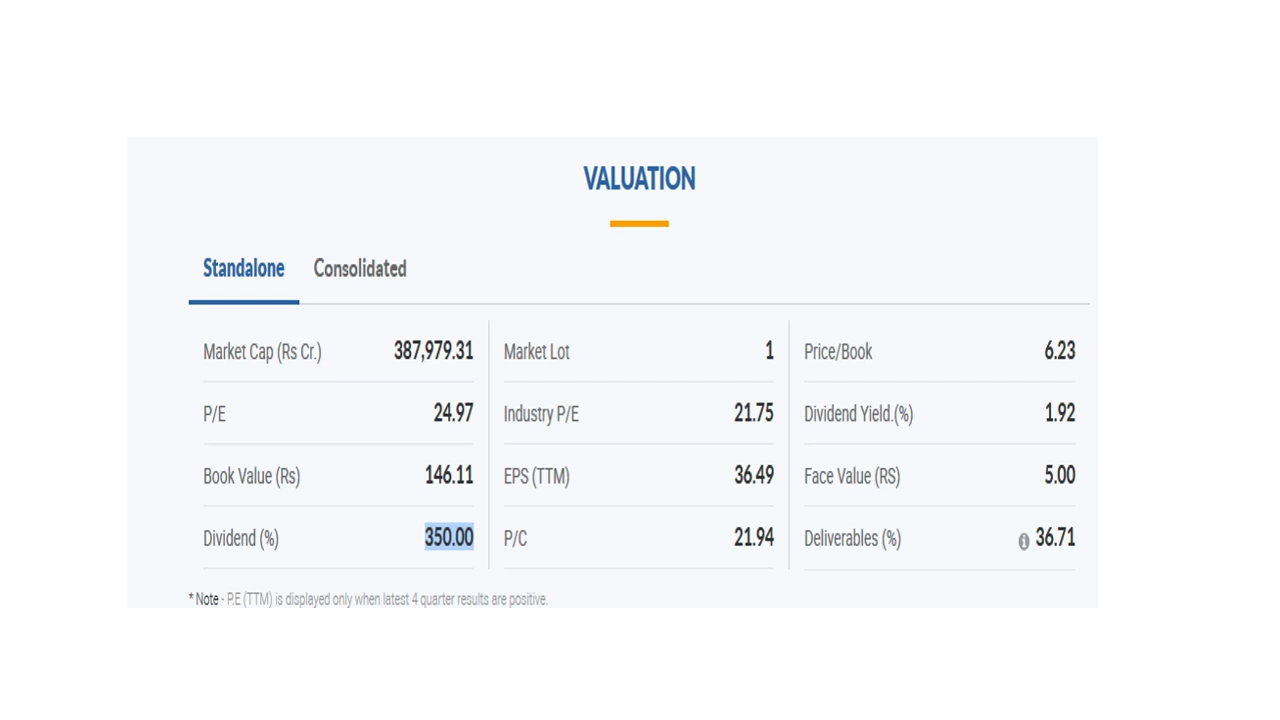 VALUATION
Standalone Consolidated
Market Cap (Rs Cr.) 387,979.31 Market Lot 1 Price/Book 6.23
P/E 24.97 Industry P/E 21.75 Dividend Yield.(%) 1.92
Book Value (Rs) 146.11 EPS (TTM) 36.49 Face Value (RS) 5.00
Dividend (%) 350.00 P/C 21.94 Deliverables (%) i 36.71
* Note - P.E (TTM) is displayed only when latest 4 quarter results are positive.